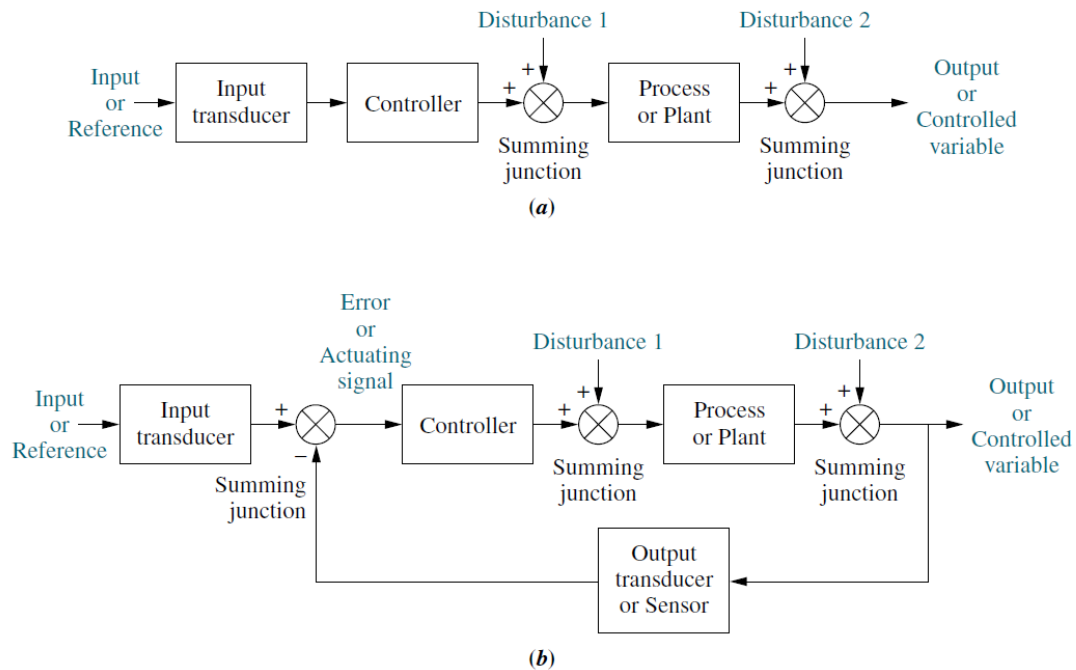 Disturbance 1
Disturbance 2
Input
or
Reference
Input
transducer
Controller
+
+
Summing
junction
Process
or Plant
+
+
Summing
junction
Output
or
Controlled
variable
(a)
Error
or
Actuating
signal
Disturbance 1
Disturbance 2
Input
or
Reference
Input
transducer
+
−
Summing
junction
Controller
+
+
Summing
junction
Process
or Plant
+
+
Summing
junction
Output
or
Controlled
variable
Output
transducer
or Sensor
(b)